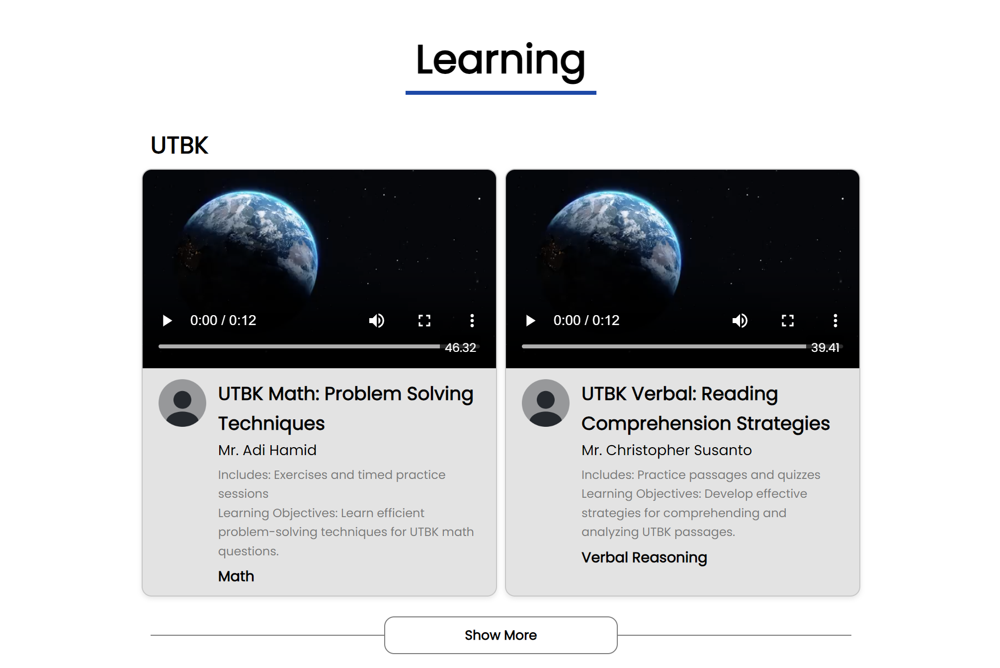 Learning
UTBK
0:00 / 0:12
46.32
UTBK Math: Problem Solving
Techniques
Mr. Adi Hamid
Includes: Exercises and timed practice
sessions
Learning Objectives: Learn efficient
problem-solving techniques for UTBK math
questions.
Math
0:00 / 0:12
39.41
UTBK Verbal: Reading
Comprehension Strategies
Mr. Christopher Susanto
Includes: Practice passages and quizzes
Learning Objectives: Develop effective
strategies for comprehending and
analyzing UTBK passages.
Verbal Reasoning
Show More